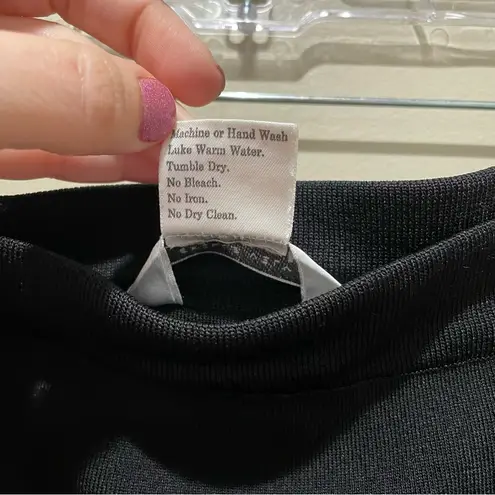 Machine or Hand Wash
Luke Warm Water.
Tumble Dry.
No Bleach.
No Iron.
No Dry Clean.